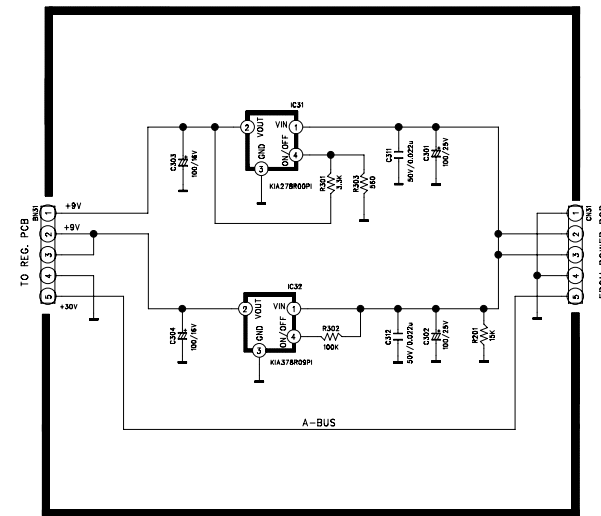 IC31
2
VOUT
VIN
1
GND
ON/OFF
4
3
KIA278R00PI
C303
100/16V
R301
3.3K
R303
560
C311
50V/0.022u
C301
100/25V
TO REG. PCB
BN31
1
2
3
4
5
+9V
+9V
+30V
CN31
1
2
3
4
5
IC32
2
VOUT
VIN
1
GND
ON/OFF
4
3
KIA378R09PI
C304
100/16V
R302
100K
C312
50V/0.022u
C302
100/25V
R201
15K
A-BUS